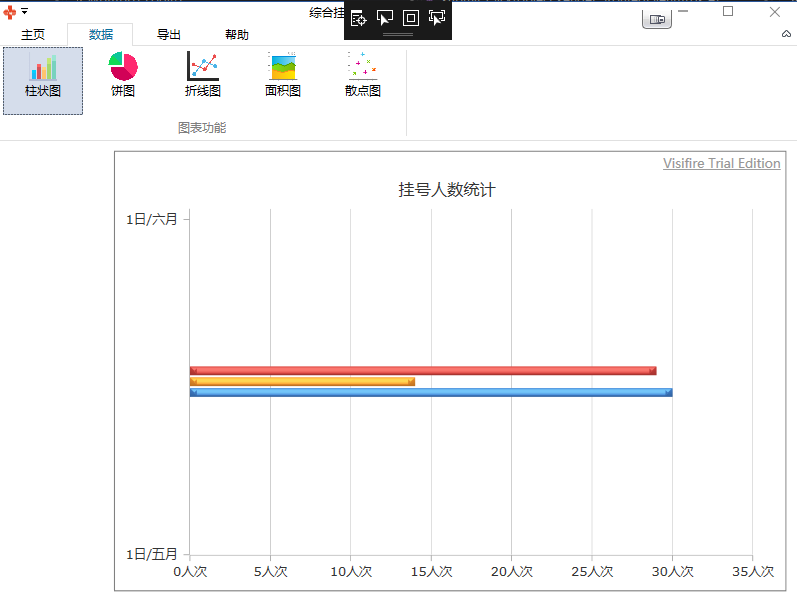 综合挂
主页 数据 导出 帮助
柱状图 饼图 折线图 面积图 散点图
图表功能
Visifire Trial Edition
挂号人数统计
1日/六月
1日/五月
0人次 5人次 10人次 15人次 20人次 25人次 30人次 35人次